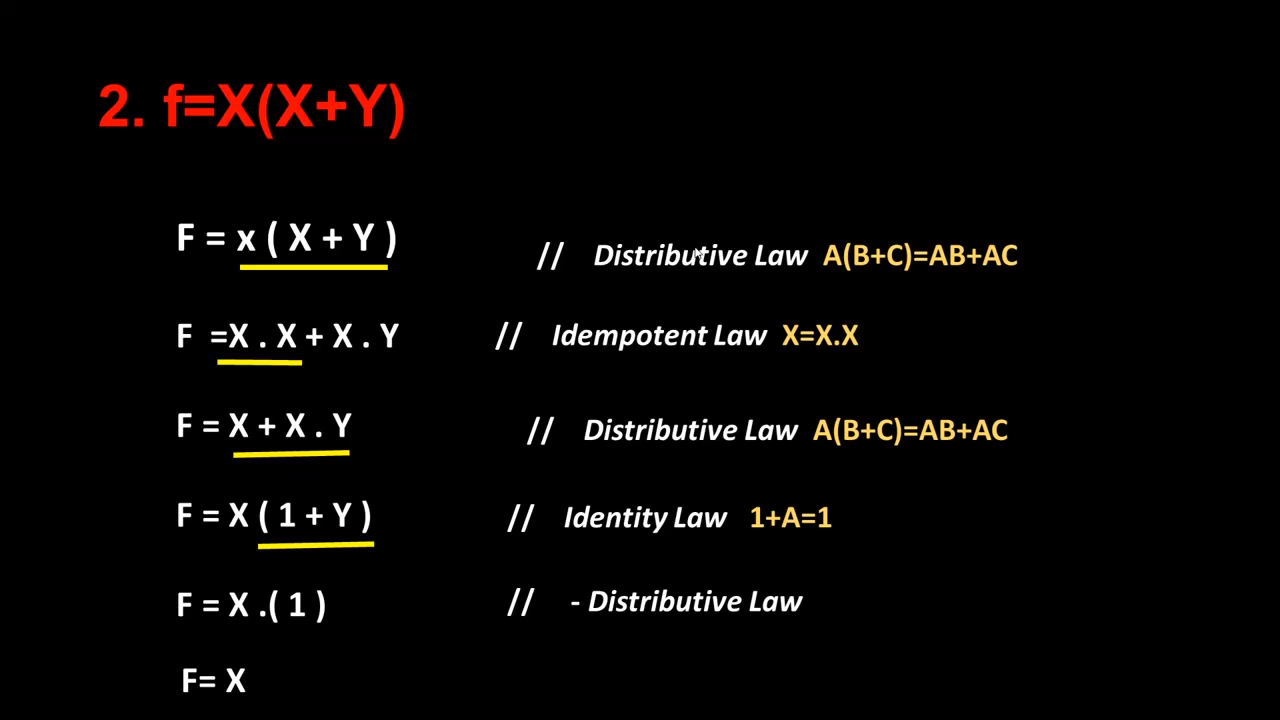 2. f=X(X+Y)
F = x ( X + Y ) // Distributive Law A(B+C)=AB+AC
F =X . X + X . Y // Idempotent Law X=X.X
F = X + X . Y // Distributive Law A(B+C)=AB+AC
F = X ( 1 + Y ) // Identity Law 1+A=1
F = X .( 1 ) // - Distributive Law
F= X